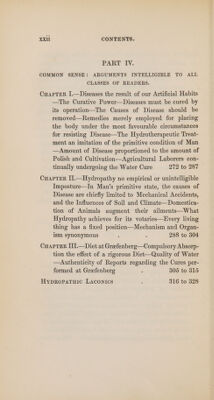 xxii CONTENTS.
PART IV.
COMMON SENSE: ARGUMENTS INTELLIGIBLE TO ALL
CLASSES OF READERS.
CHAPTER I.—Diseases the result of our Artificial Habits
—The Curative Power—Diseases must be cured by
its operation—The Causes of Disease should be
removed—Remedies merely employed for placing
the body under the most favourable circumstances
for resisting Disease—The Hydrotherapeutic Treat-
ment an imitation of the primitive condition of Man
—Amount of Disease proportioned to the amount of
Polish and Cultivation—Agricultural Laborers con-
tinually undergoing the Water Cure 272 to 287
CHAPTER II.—Hydropathy no empirical or unintelligible
Imposture—In Man's primitive state, the causes of
Disease are chiefly limited to Mechanical Accidents,
and the Influences of Soil and Climate—Domestica-
tion of Animals augment their ailments—What
Hydropathy achieves for its votaries—Every living
thing has a fixed position—Mechanism and Organ-
ism synonymous . . 288 to 304
CHAPTER III.—Diet at Græfenberg—Compulsory Absorp-
tion the effect of a rigorous Diet—Quality of Water
—Authenticity of Reports regarding the Cures per-
formed at Græfenberg . 305 to 315
HYDROPATHIC LACONICS . 316 to 328